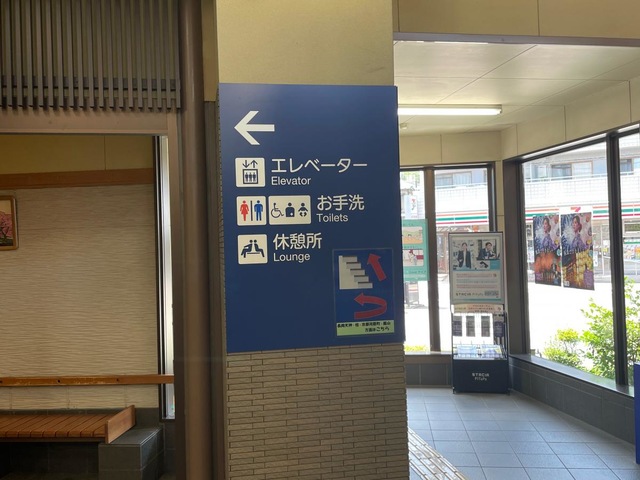 エレベーター
Elevator
お手洗
Toilets
休憩所
Lounge